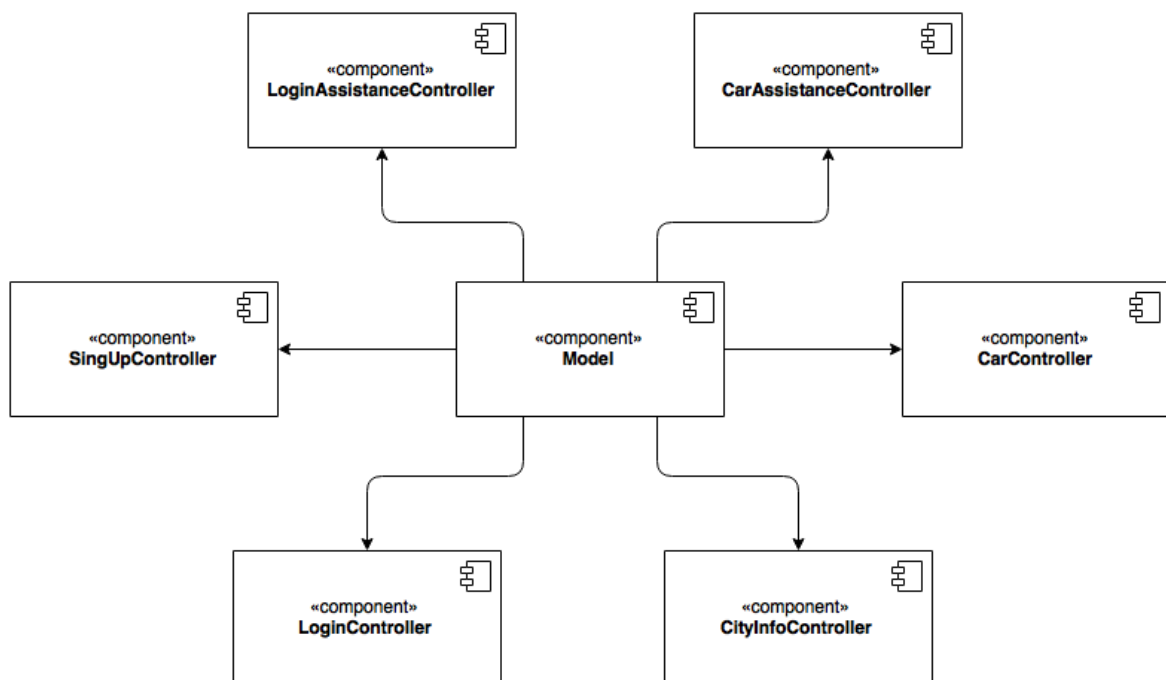 «component»
LoginAssistanceController
«component»
CarAssistanceController
«component»
SingUpController
«component»
Model
«component»
CarController
«component»
LoginController
«component»
CityInfoController